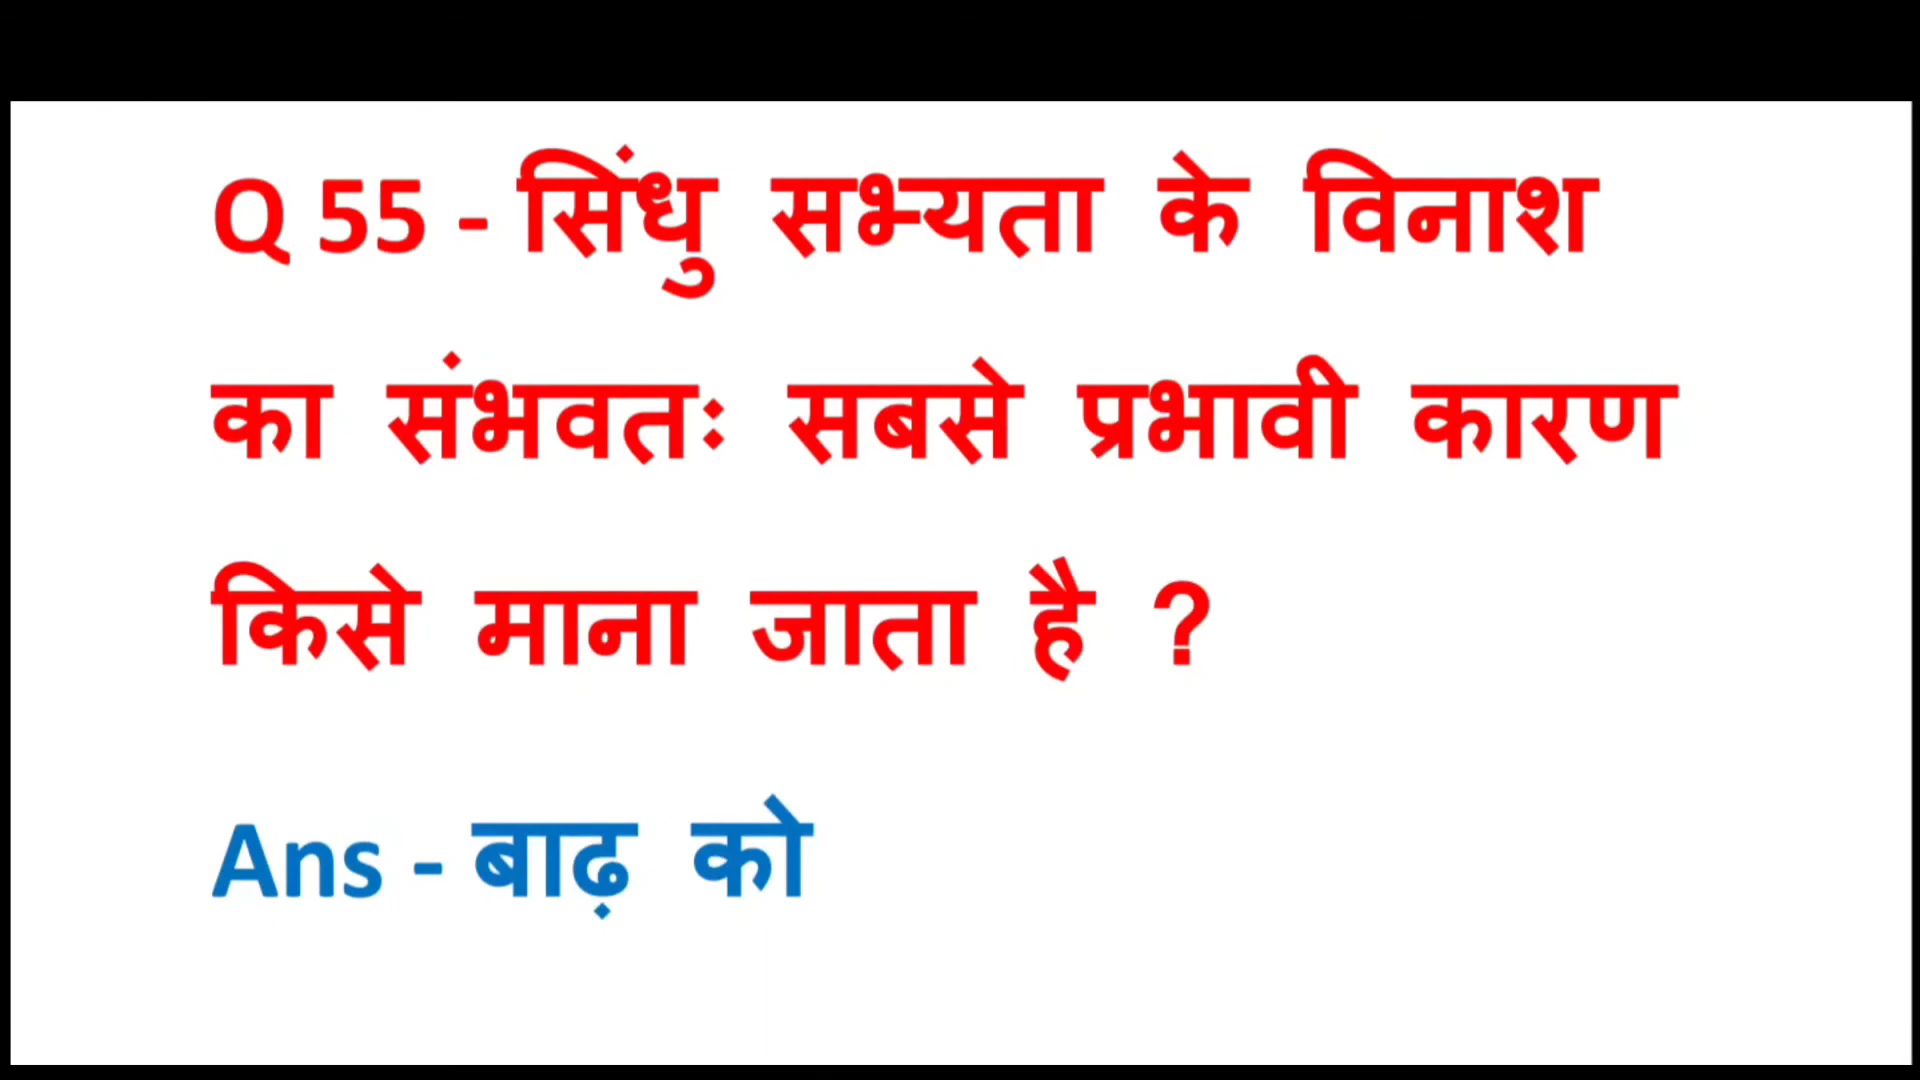 Q 55 - सिंधु सभ्यता के विनाश
का संभवतः सबसे प्रभावी कारण
किसे माना जाता है ?
Ans - बाढ़ को